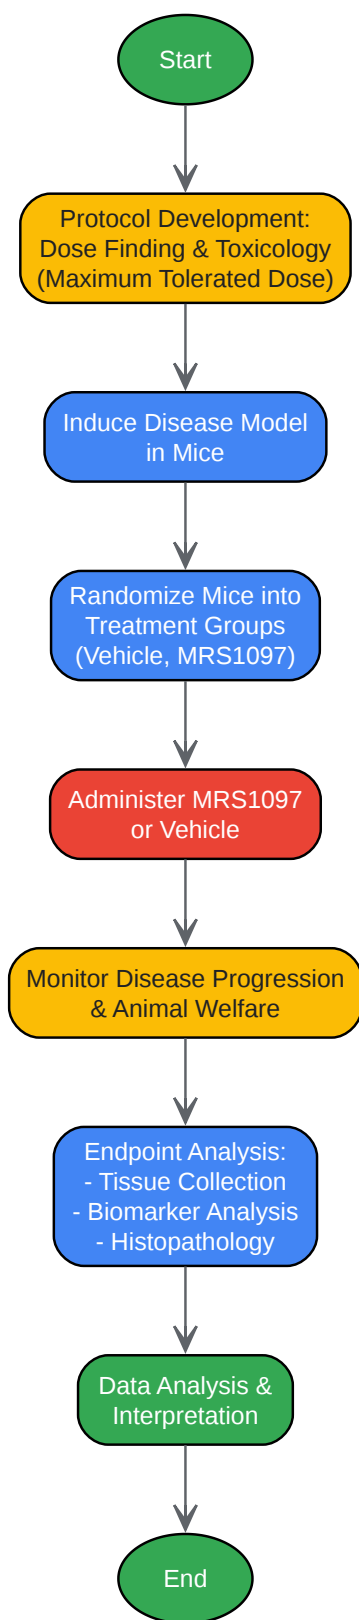 Start
Protocol Development:
Dose Finding & Toxicology
(Maximum Tolerated Dose)
Induce Disease Model
in Mice
Randomize Mice into
Treatment Groups
(Vehicle, MRS1097)
Administer MRS1097
or Vehicle
Monitor Disease Progression
& Animal Welfare
Endpoint Analysis:
- Tissue Collection
- Biomarker Analysis
- Histopathology
Data Analysis &
Interpretation
End